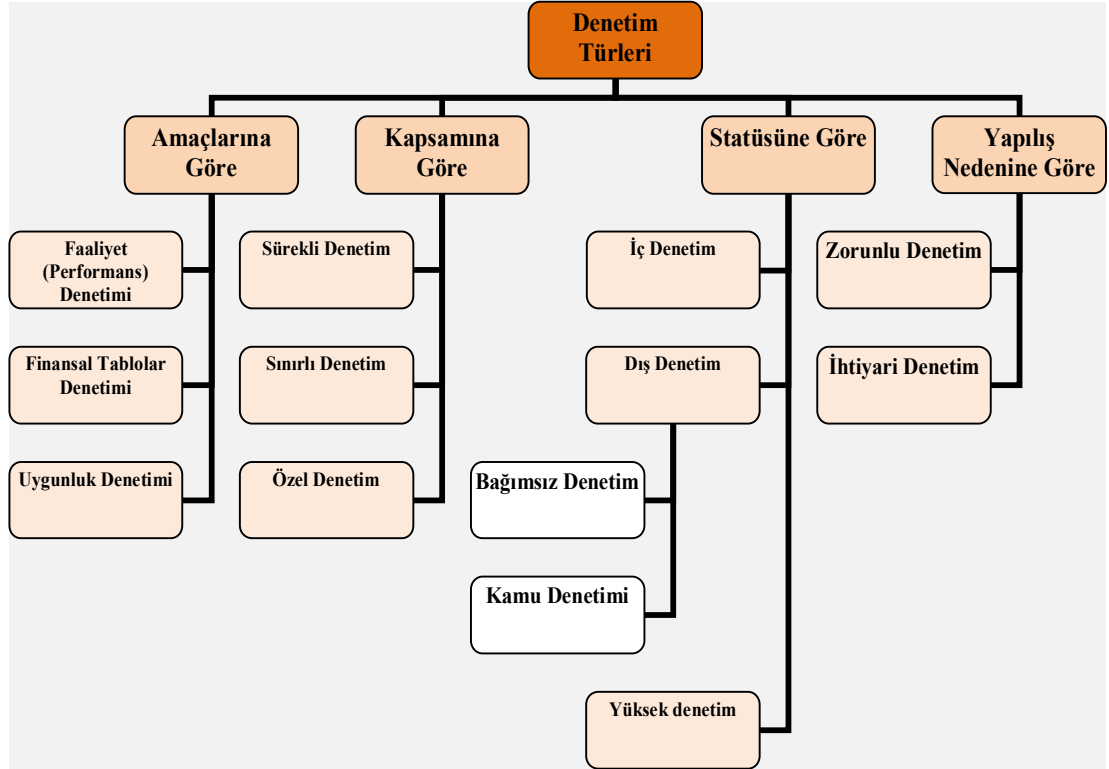 Denetim
Türleri
Amaçlarına
Göre
Kapsamına
Göre
Statüsüne Göre
Yapılış
Nedenine Göre
Faaliyet
(Performans)
Denetimi
Sürekli Denetim
İç Denetim
Zorunlu Denetim
Finansal Tablolar
Denetimi
Sınırlı Denetim
Dış Denetim
İhtiyari Denetim
Uygunluk Denetimi
Özel Denetim
Bağımsız Denetim
Kamu Denetimi
Yüksek denetim